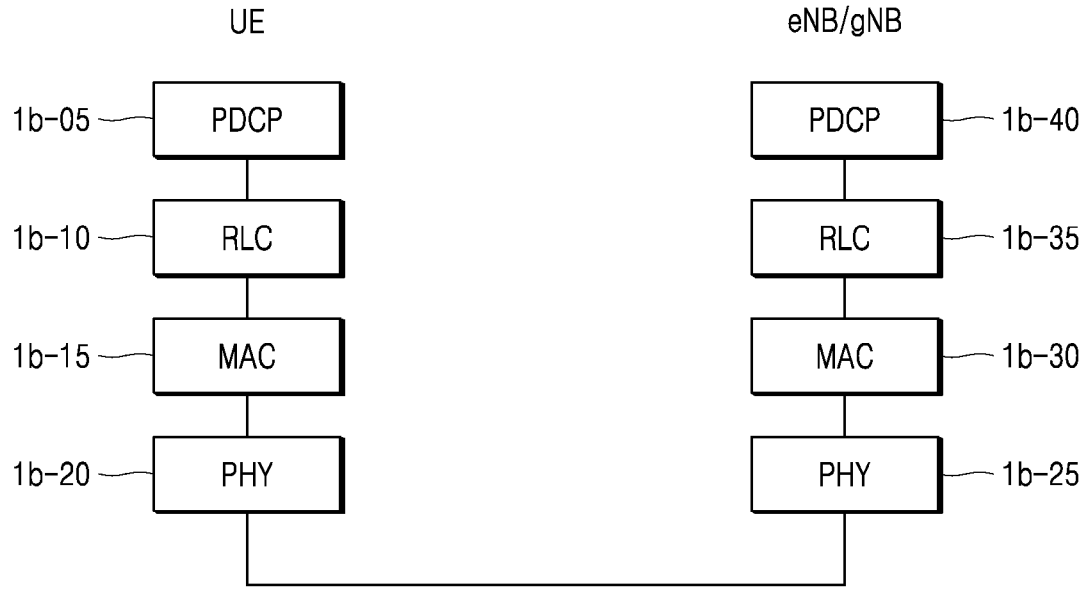 UE eNB/gNB
1b-05 PDCP PDCP 1b-40
1b-10 RLC RLC 1b-35
1b-15 MAC MAC 1b-30
1b-20 PHY PHY 1b-25